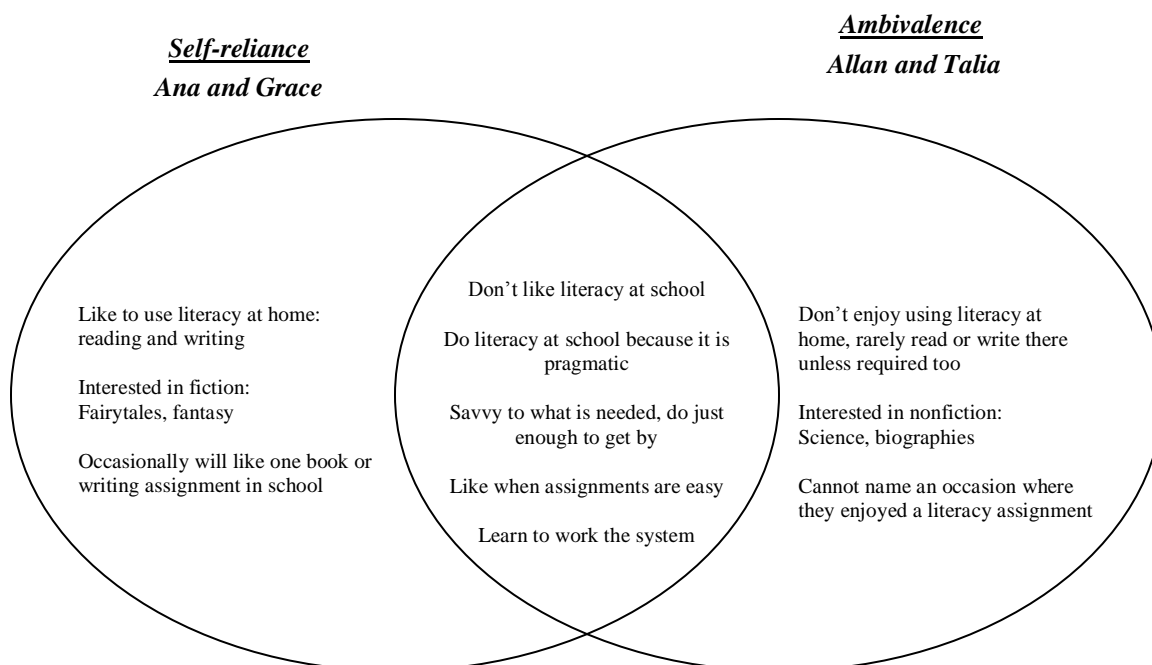 Self-reliance
Ana and Grace
Ambivalence
Allan and Talia
Like to use literacy at home:
reading and writing
Interested in fiction:
Fairytales, fantasy
Occasionally will like one book or
writing assignment in school
Don’t like literacy at school
Do literacy at school because it is
pragmatic
Savvy to what is needed, do just
enough to get by
Like when assignments are easy
Learn to work the system
Don’t enjoy using literacy at
home, rarely read or write there
unless required too
Interested in nonfiction:
Science, biographies
Cannot name an occasion where
they enjoyed a literacy assignment